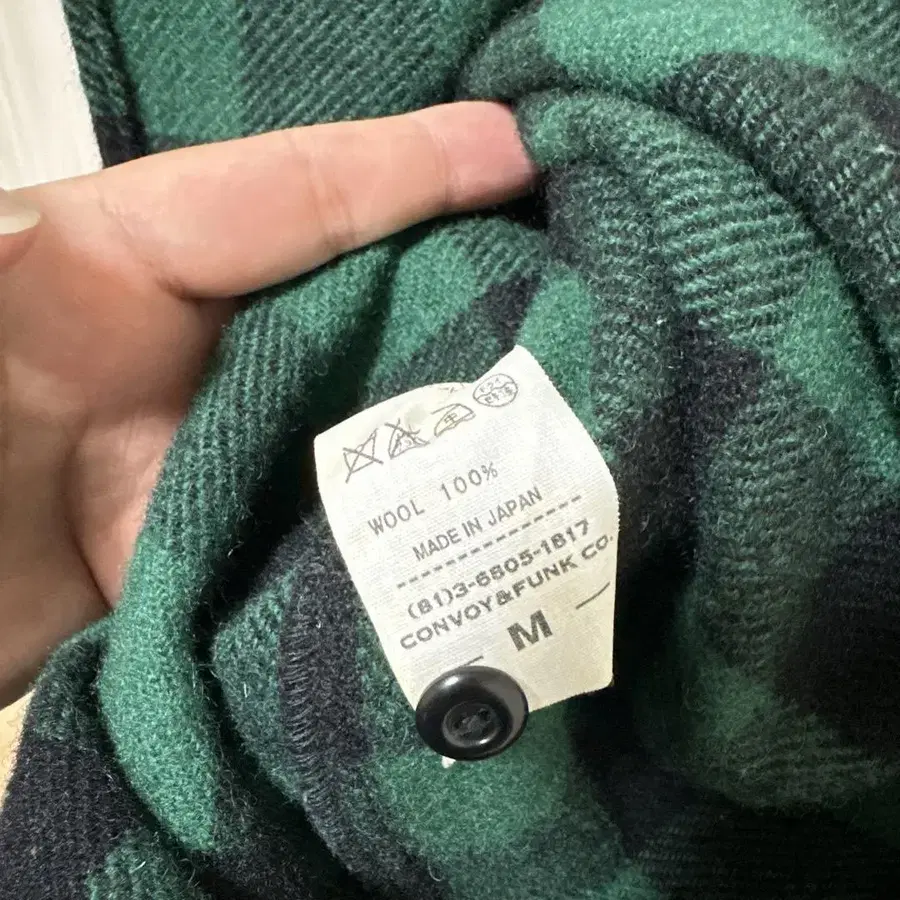 WOOL 100%
MADE IN JAPAN
(81)3-6805-1817
CONVOY&FUNK CO.
M